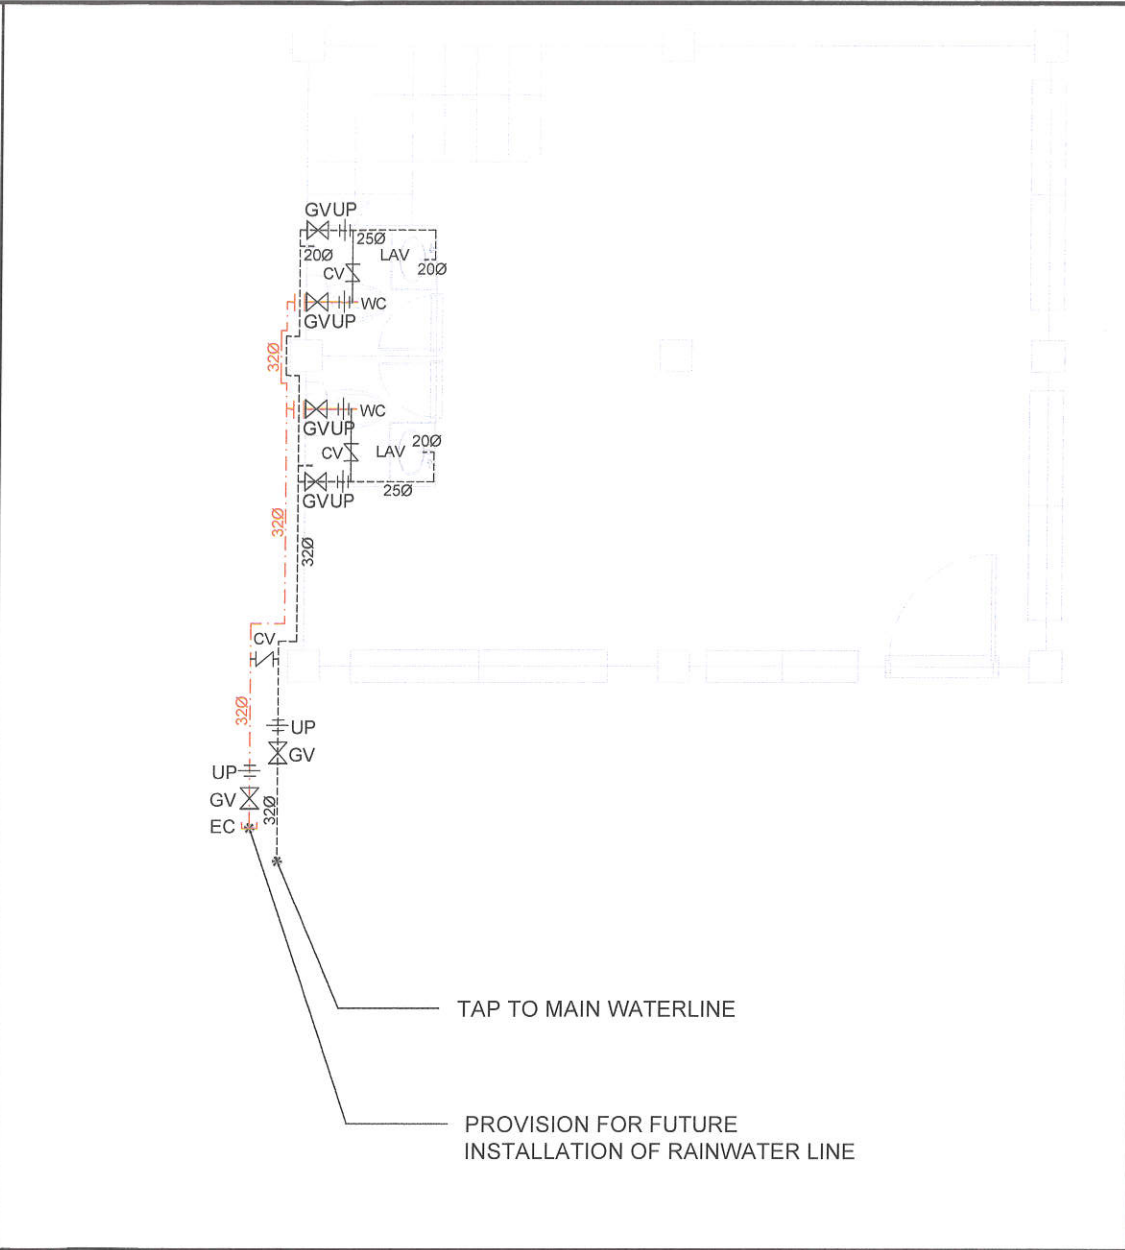 GVUP
25Ø
20Ø
LAV
20Ø
CV
WC
GVUP
32Ø
WC
GVUP
20Ø
CV
LAV
25Ø
GVUP
32Ø
32Ø
CV
32Ø
UP
GV
UP
GV
32Ø
EC
TAP TO MAIN WATERLINE
PROVISION FOR FUTURE
INSTALLATION OF RAINWATER LINE